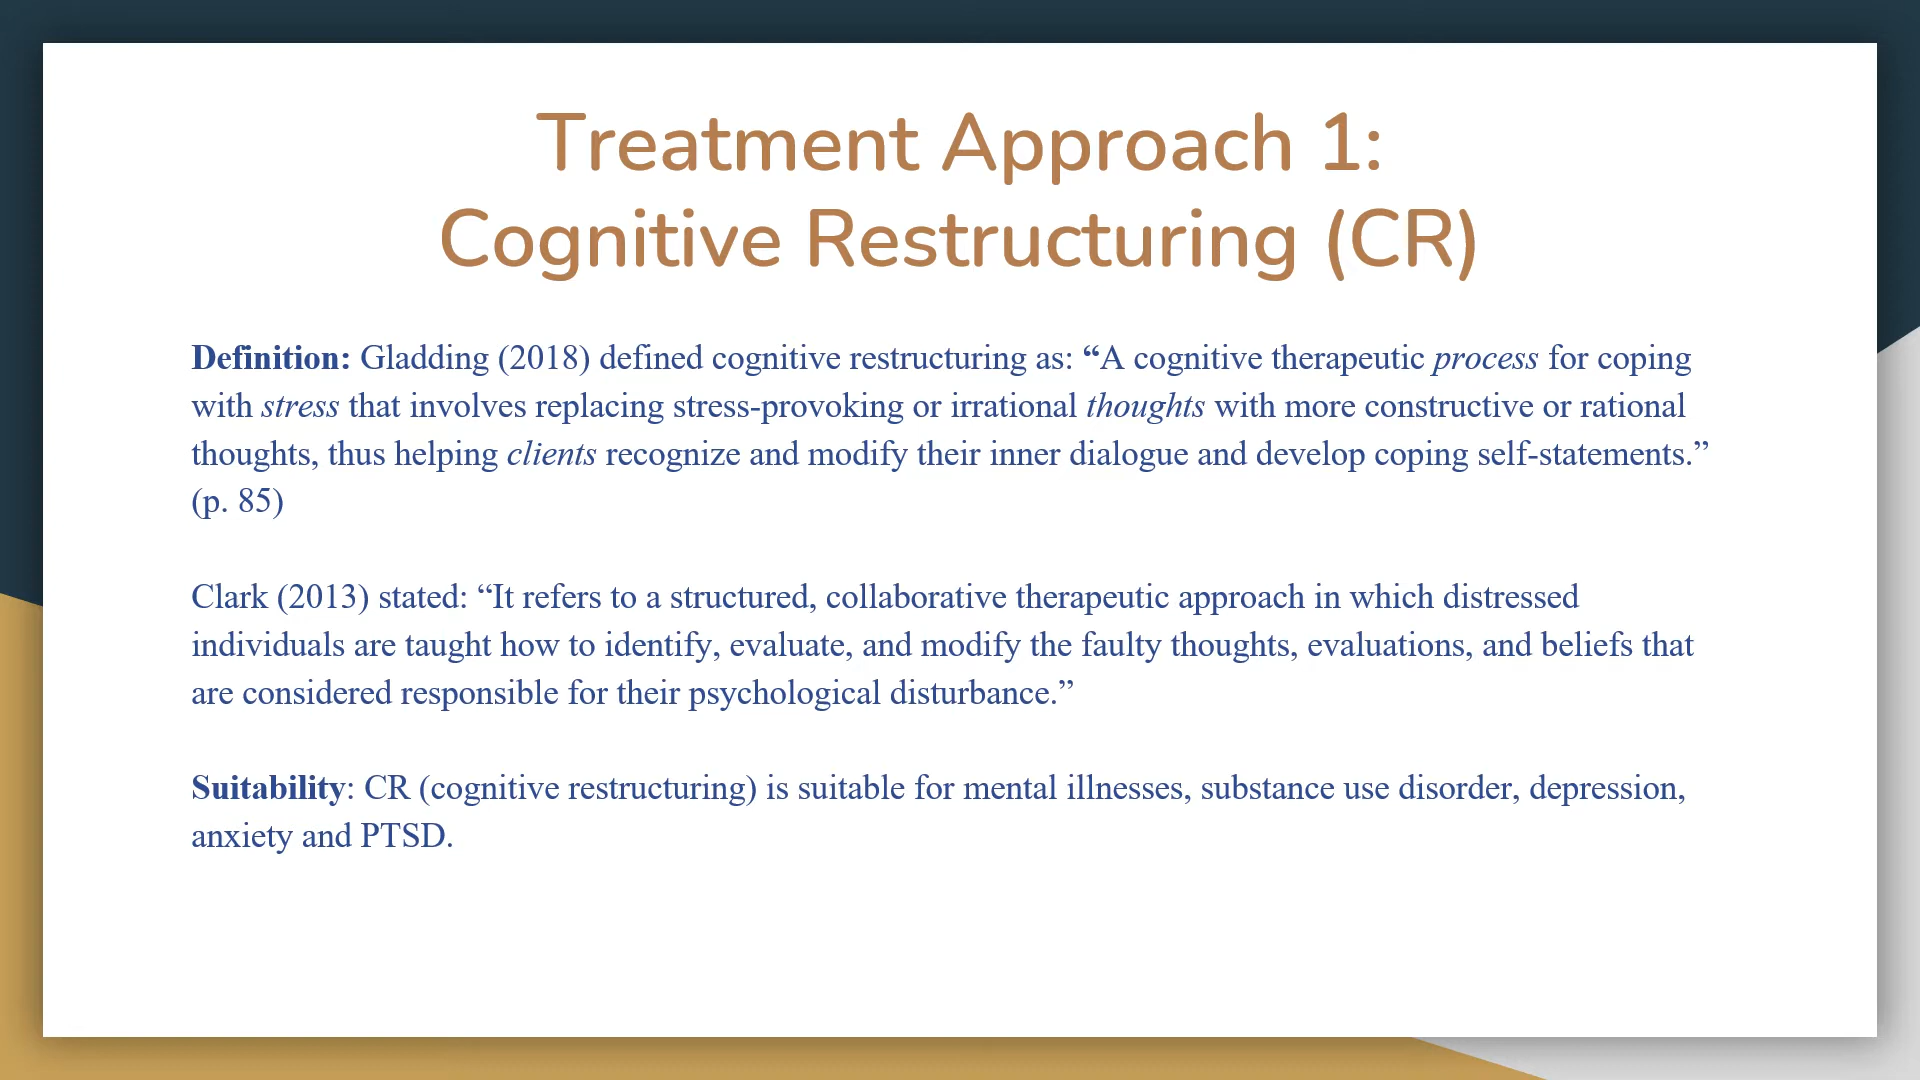 Treatment Approach 1:
Cognitive Restructuring (CR)
Definition: Gladding (2018) defined cognitive restructuring as: “A cognitive therapeutic process for coping
with stress that involves replacing stress-provoking or irrational thoughts with more constructive or rational
thoughts, thus helping clients recognize and modify their inner dialogue and develop coping self-statements.”
(p. 85)
Clark (2013) stated: “It refers to a structured, collaborative therapeutic approach in which distressed
individuals are taught how to identify, evaluate, and modify the faulty thoughts, evaluations, and beliefs that
are considered responsible for their psychological disturbance.”
Suitability: CR (cognitive restructuring) is suitable for mental illnesses, substance use disorder, depression,
anxiety and PTSD.